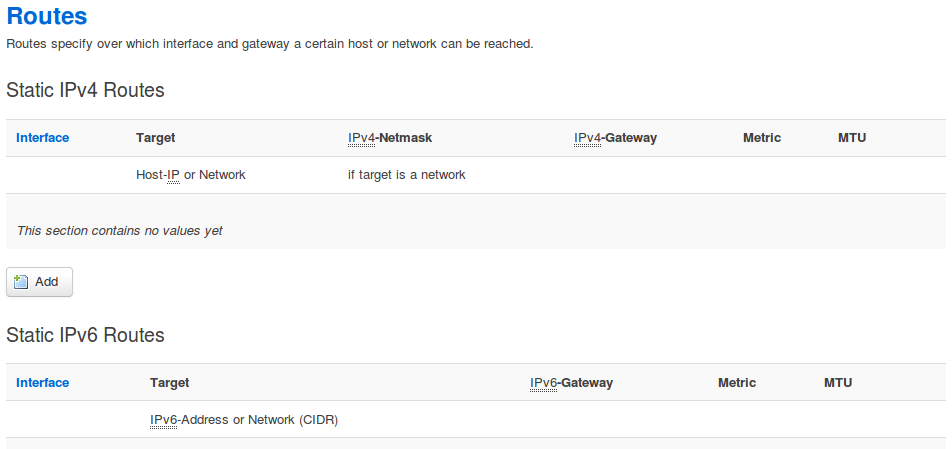 Routes
Routes specify over which interface and gateway a certain host or network can be reached.
Static IPv4 Routes
Interface Target IPv4-Netmask IPv4-Gateway Metric MTU
Host-IP or Network if target is a network
This section contains no values yet
Add
Static IPv6 Routes
Interface Target IPv6-Gateway Metric MTU
IPv6-Address or Network (CIDR)